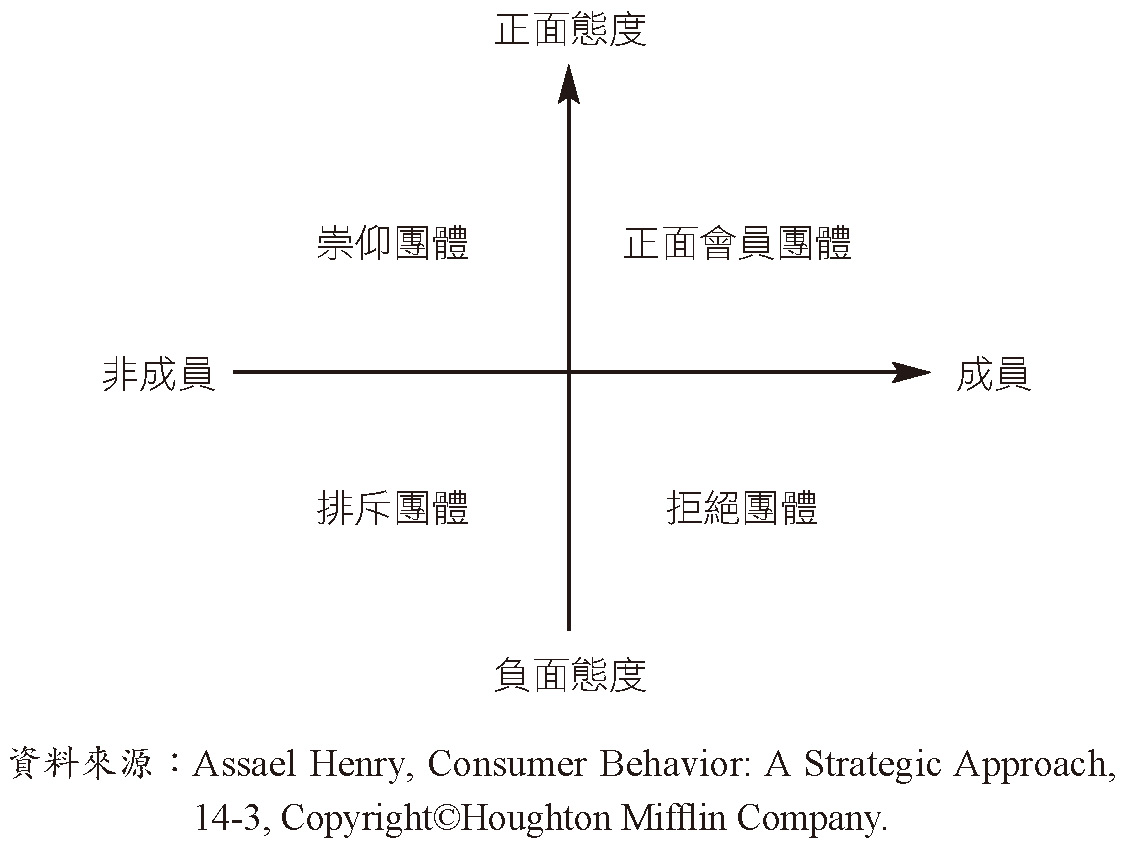 正面態度
崇仰團體
正面會員團體
非成員
成員
排斥團體
拒絕團體
負面態度
資料來源：Assael Henry, Consumer Behavior: A Strategic Approach,
14-3, Copyright©Houghton Mifflin Company.